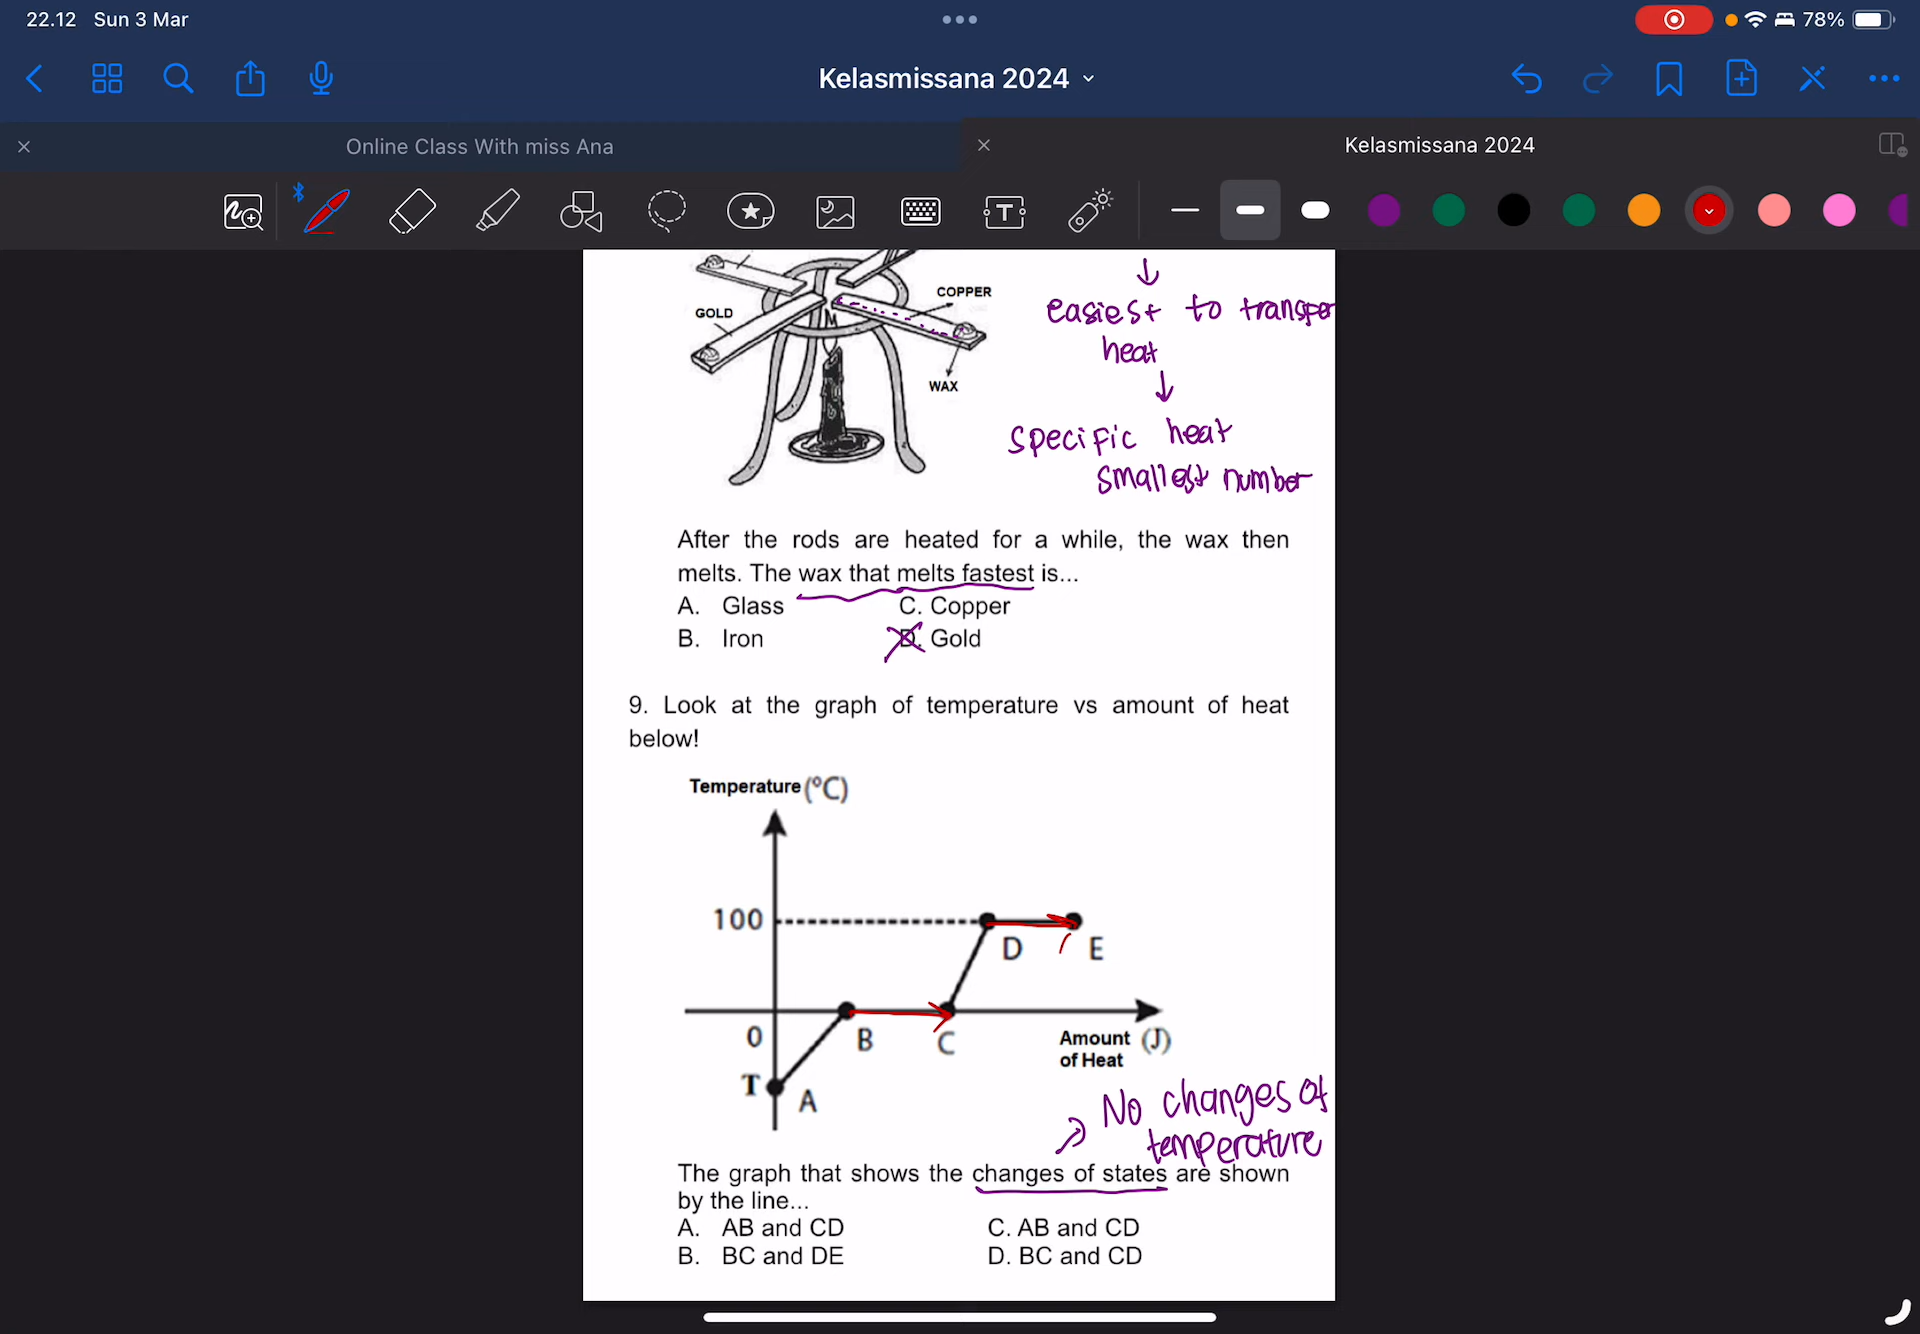 22.12 Sun 3 Mar
78%
Kelasmissana 2024
Online Class With miss Ana
Kelasmissana 2024
T
COPPER
GOLD
WAX
easiest to transfer
heat
specific heat
smallest number
After the rods are heated for a while, the wax then
melts. The wax that melts fastest is...
A. Glass
C. Copper
B. Iron
D. Gold
9. Look at the graph of temperature vs amount of heat
below!
Temperature (°C)
100
D
E
0
B
C
Amount (J)
of Heat
T
A
No changes of
temperature
The graph that shows the changes of states are shown
by the line...
A. AB and CD
C. AB and CD
B. BC and DE
D. BC and CD